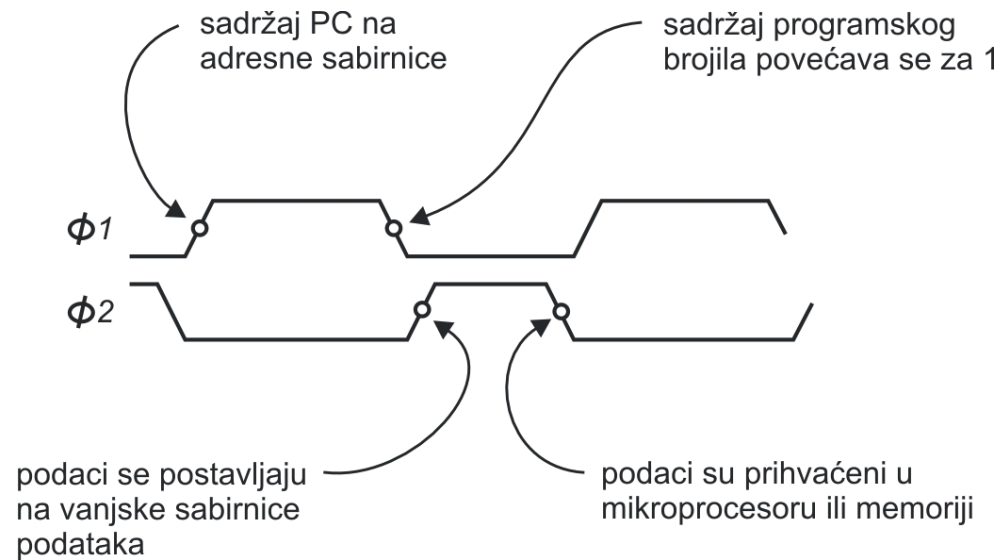 sadržaj PC na
adresne sabirnice
sadržaj programskog
brojila povećava se za 1
ϕ1
ϕ2
podaci se postavljaju
na vanjske sabirnice
podataka
podaci su prihvaćeni u
mikroprocesoru ili memoriji